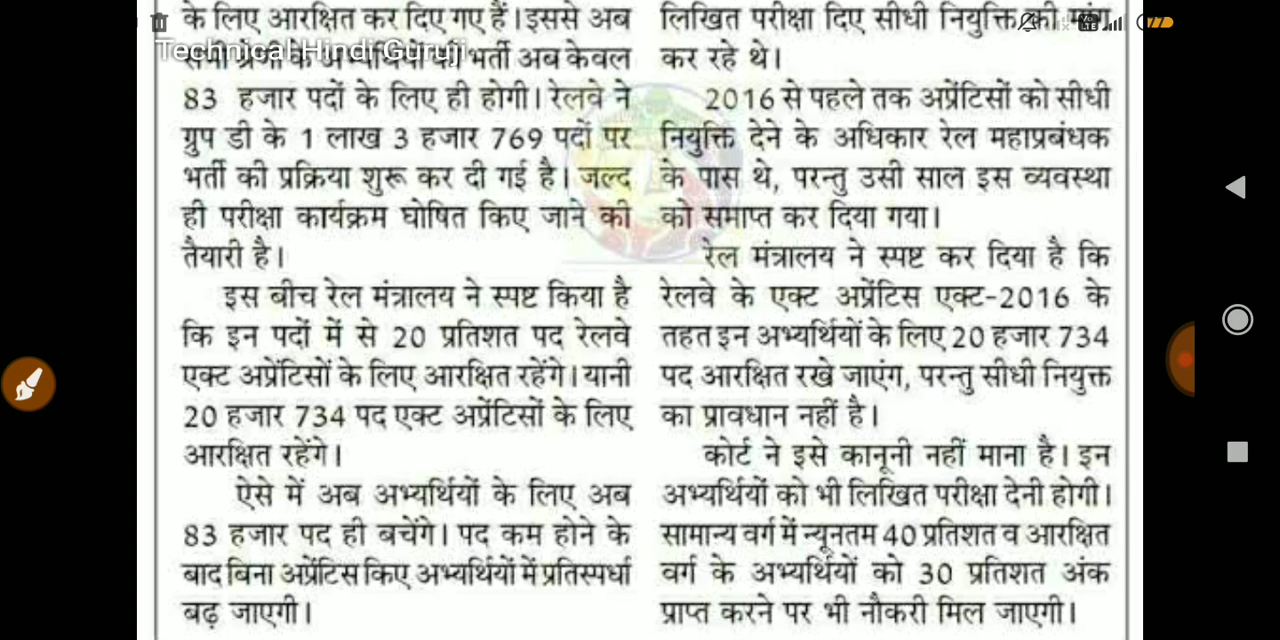 के लिए आरक्षित कर दिए गए हैं। इससे अब
Technical Hindi Guruji
भर्ती अब केवल
83 हजार पदों के लिए ही होगी। रेलवे ने
ग्रुप डी के 1 लाख 3 हजार 769 पदों पर
भर्ती की प्रक्रिया शुरू कर दी गई है। जल्द
ही परीक्षा कार्यक्रम घोषित किए जाने की
तैयारी है।
इस बीच रेल मंत्रालय ने स्पष्ट किया है
कि इन पदों में से 20 प्रतिशत पद रेलवे
एक्ट अप्रेंटिसों के लिए आरक्षित रहेंगे। यानी
20 हजार 734 पद एक्ट अप्रेंटिसों के लिए
आरक्षित रहेंगे।
ऐसे में अब अभ्यर्थियों के लिए अब
83 हजार पद ही बचेंगे। पद कम होने के
बाद बिना अप्रेंटिस किए अभ्यर्थियों में प्रतिस्पर्धा
बढ़ जाएगी।
लिखित परीक्षा दिए सीधी नियुक्ति की मांग
कर रहे थे।
2016 से पहले तक अप्रेंटिसों को सीधी
नियुक्ति देने के अधिकार रेल महाप्रबंधक
के पास थे, परन्तु उसी साल इस व्यवस्था
को समाप्त कर दिया गया।
रेल मंत्रालय ने स्पष्ट कर दिया है कि
रेलवे के एक्ट अप्रेंटिस एक्ट-2016 के
तहत इन अभ्यर्थियों के लिए 20 हजार 734
पद आरक्षित रखे जाएंग, परन्तु सीधी नियुक्त
का प्रावधान नहीं है।
कोर्ट ने इसे कानूनी नहीं माना है। इन
अभ्यर्थियों को भी लिखित परीक्षा देनी होगी।
सामान्य वर्ग में न्यूनतम 40 प्रतिशत व आरक्षित
वर्ग के अभ्यर्थियों को 30 प्रतिशत अंक
प्राप्त करने पर भी नौकरी मिल जाएगी।
77